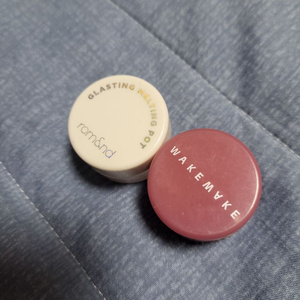 GLASTING MELTING POT
rom&nd
WAKEMAKE